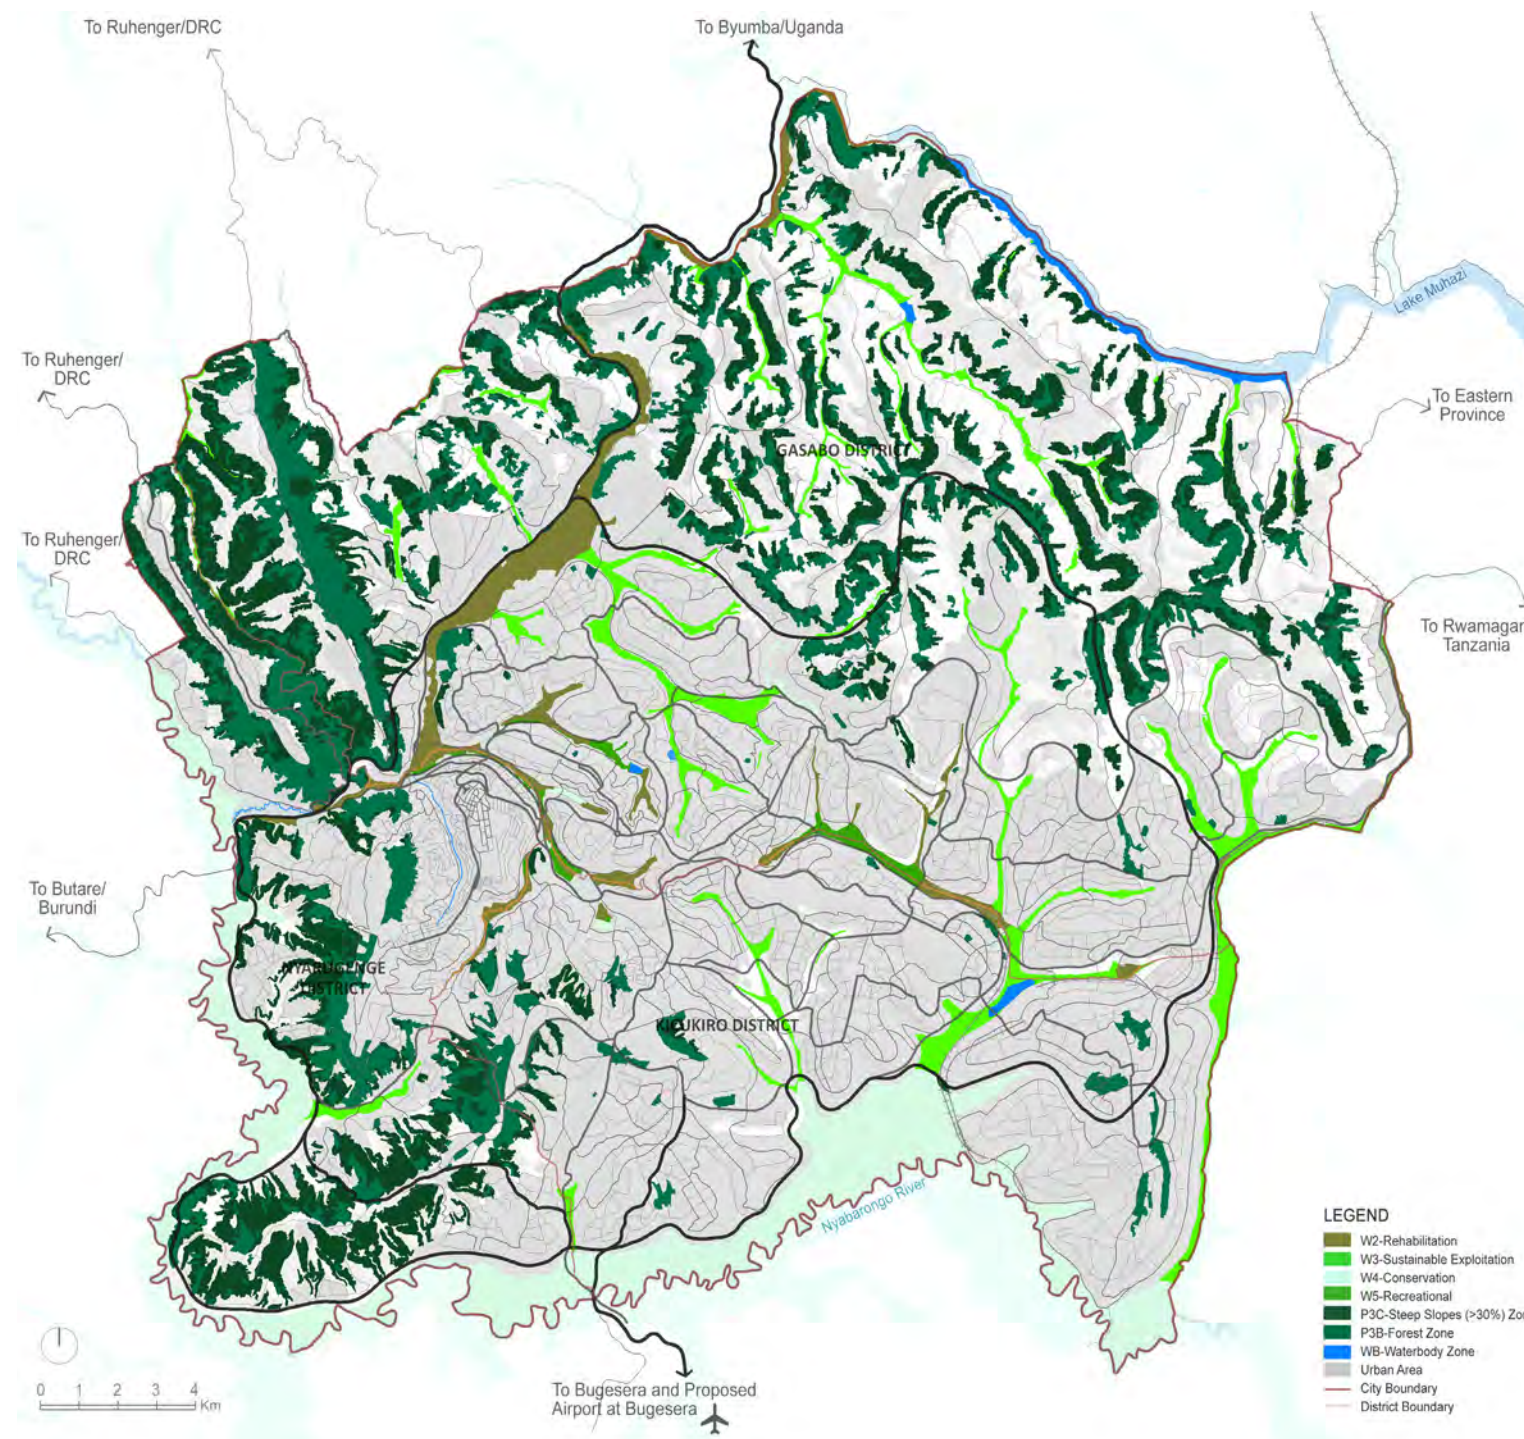 To Ruhenger/DRC
To Byumba/Uganda
Lake Muhazi
To Ruhenger/
DRC
To Eastern
Province
GASABO DISTRICT
To Ruhenger/
DRC
To Rwamagan
Tanzania
To Butare/
Burundi
NYARUGENGE
DISTRICT
KICUKIRO DISTRICT
Nyabarongo River
LEGEND
W2-Rehabilitation
W3-Sustainable Exploitation
W4-Conservation
W5-Recreational
P3C-Steep Slopes (>30%) Zon
P3B-Forest Zone
WB-Waterbody Zone
Urban Area
City Boundary
District Boundary
0 1 2 3 4
Km
To Bugesera and Proposed
Airport at Bugesera